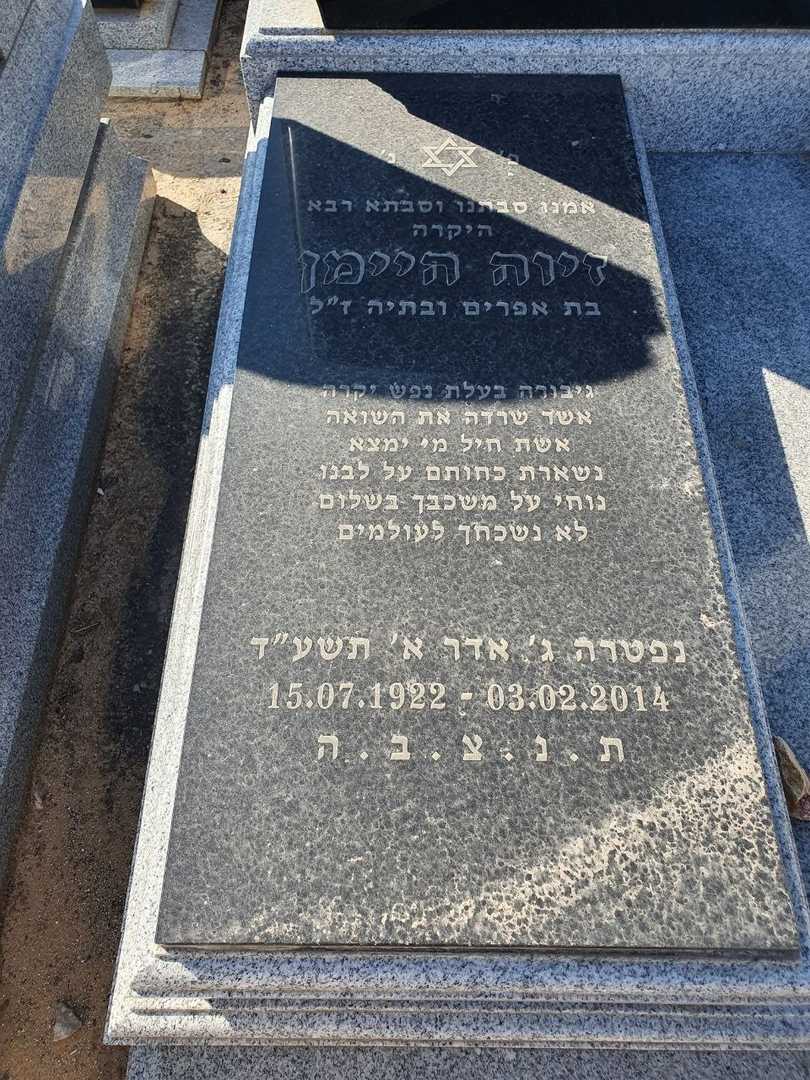 פ' נ'
אמנו סבתנו וסבתא רבא
היקרה
זיוה היימן
בת אפרים ובתיה ז"ל
גיבורה בעלת נפש יקרה
אשר שרדה את השואה
אשת חיל מי ימצא
נשארת כחותם על לבנו
נוחי על משכבך בשלום
לא נשכחך לעולמים
נפטרה ג' אדר א' תשע"ד
15.07.1922 - 03.02.2014
ת . נ . צ . ב . ה